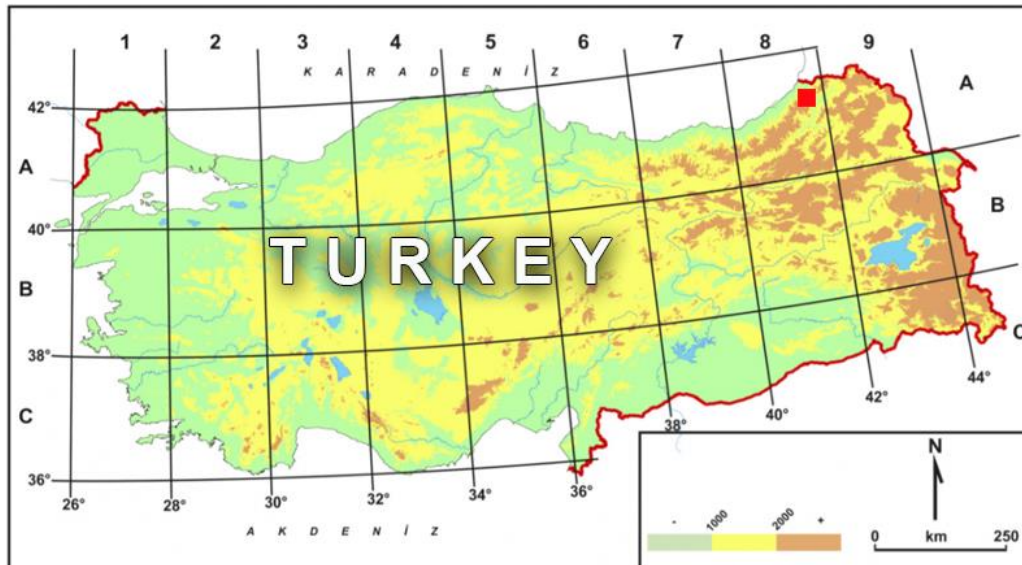 1 2 3 4 5 6 7 8 9
K A R A D E N İ Z
A
42°
A
B
40°
TURKEY
B
38°
C
C
36°
26° 28° 30° 32° 34° 36° 38° 40° 42° 44°
A K D E N İ Z
N
- 1000 2000 +
0 km 250